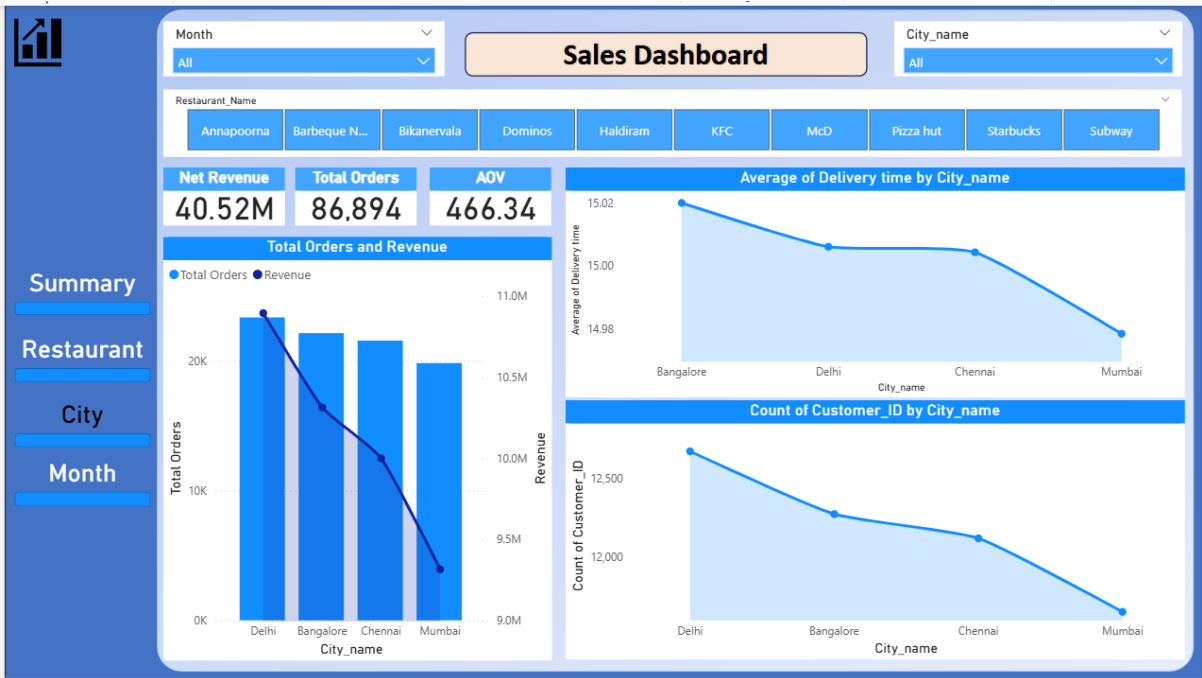 Month
All
Sales Dashboard
City_name
All
Restaurant_Name
Annapoorna
Barbeque N...
Bikanervala
Dominos
Haldiram
KFC
McD
Pizza hut
Starbucks
Subway
Net Revenue
40.52M
Total Orders
86,894
AOV
466.34
Summary
Restaurant
City
Month
Total Orders and Revenue
Total Orders Revenue
Total Orders
20K
10K
0K
11.0M
10.5M
10.0M
9.5M
9.0M
Revenue
Delhi Bangalore Chennai Mumbai
City_name
Average of Delivery time by City_name
Average of Delivery time
15.02
15.00
14.98
Bangalore Delhi Chennai Mumbai
City_name
Count of Customer_ID by City_name
Count of Customer_ID
12,500
12,000
Delhi Bangalore Chennai Mumbai
City_name